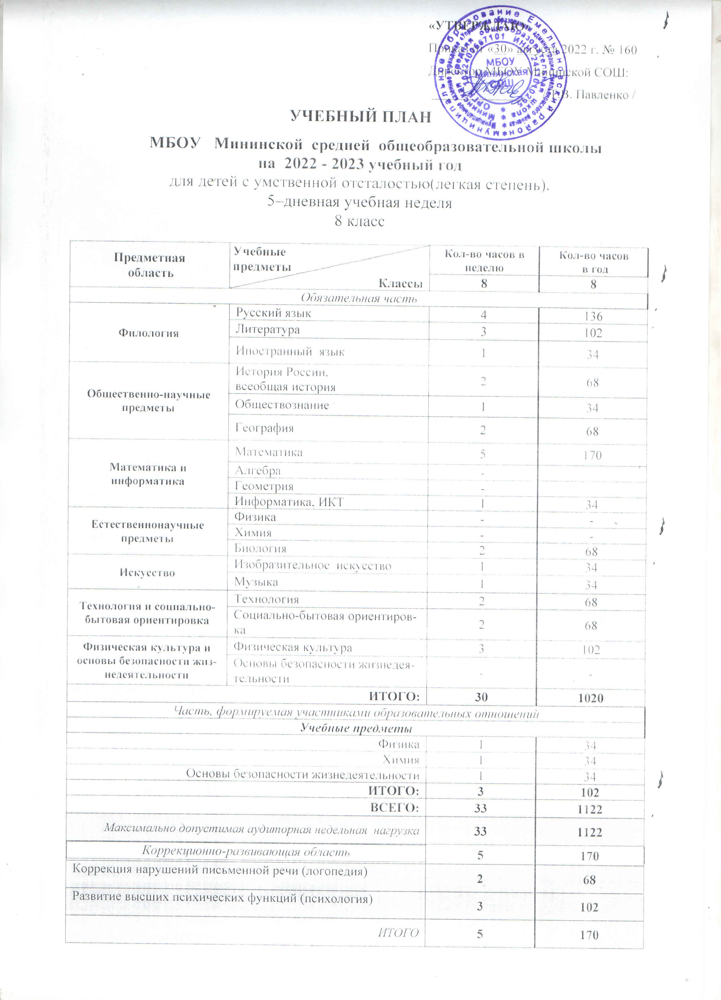 «УТВЕРЖДАЮ»
Приказ от «30» августа 2022 г. № 160
Директор МБОУ Мининской СОШ:
Г.В. Павленко /
МБОУ
Мининская
СОШ
УЧЕБНЫЙ ПЛАН
МБОУ Мининской средней общеобразовательной школы
на 2022 - 2023 учебный год
для детей с умственной отсталостью(легкая степень).
5–дневная учебная неделя
8 класс
Предметная
область
Учебные
предметы
Классы
Кол-во часов в
неделю
Кол-во часов
в год
8 8
Обязательная часть
Филология
Русский язык 4 136
Литература 3 102
Иностранный язык 1 34
Общественно-научные
предметы
История России,
всеобщая история 2 68
Обществознание 1 34
География 2 68
Математика и
информатика
Математика 5 170
Алгебра -
Геометрия -
Информатика, ИКТ 1 34
Естественнонаучные
предметы
Физика - -
Химия - -
Биология 2 68
Искусство
Изобразительное искусство 1 34
Музыка 1 34
Технология и социально-
бытовая ориентировка
Технология 2 68
Социально-бытовая ориентиров-
ка 2 68
Физическая культура и
основы безопасности жиз-
недеятельности
Физическая культура 3 102
Основы безопасности жизнедея-
тельности - -
ИТОГО: 30 1020
Часть, формируемая участниками образовательных отношений
Учебные предметы
Физика 1 34
Химия 1 34
Основы безопасности жизнедеятельности 1 34
ИТОГО: 3 102
ВСЕГО: 33 1122
Максимально допустимая аудиторная недельная нагрузка 33 1122
Коррекционно-развивающая область 5 170
Коррекция нарушений письменной речи (логопедия) 2 68
Развитие высших психических функций (психология) 3 102
ИТОГО 5 170